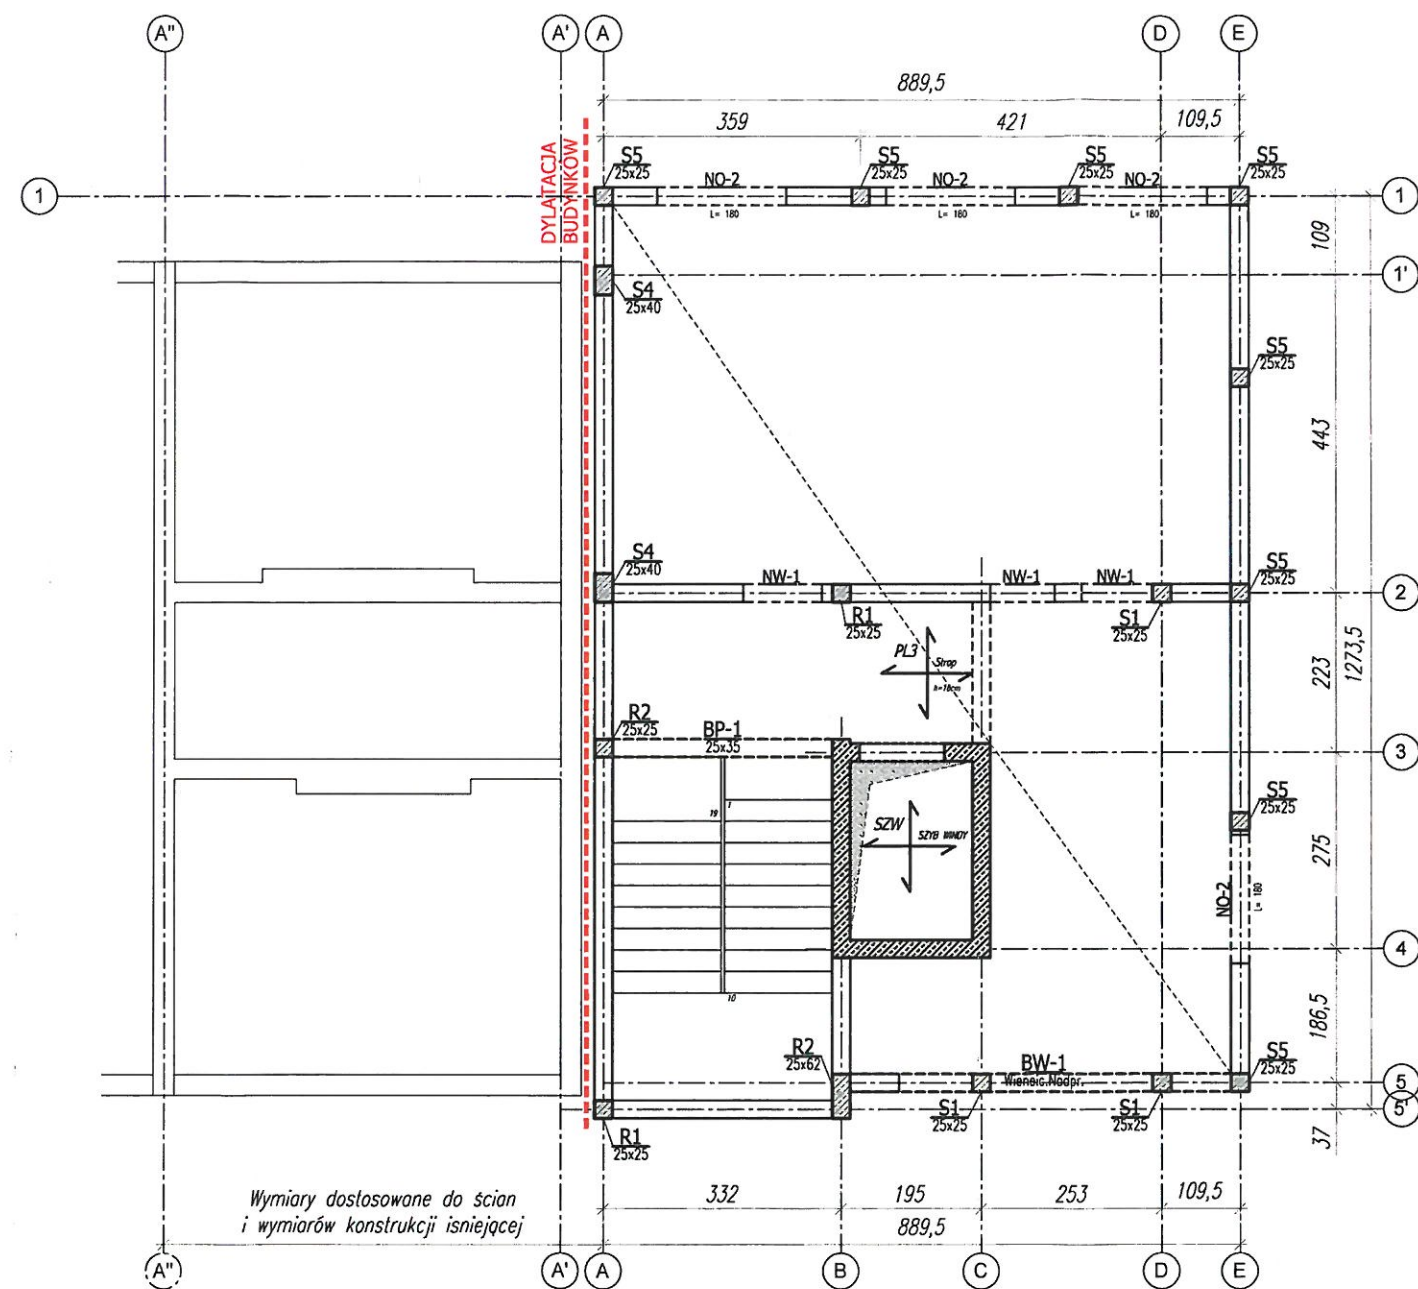 A"
A'
A
D
E
889,5
359
421
109,5
DYLATACJA
BUDYNKÓW
S5
25x25
S5
25x25
S5
25x25
S5
25x25
NO-2
NO-2
NO-2
L= 180
L= 180
L= 180
1
1
109
1'
S4
25x40
S5
25x25
443
1273,5
S4
25x40
NW-1
NW-1
NW-1
S5
25x25
2
R1
25x25
S1
25x25
PL3
Strop
h=18cm
223
R2
25x25
BP-1
25x35
3
1
19
SZW
SZYB WINDY
S5
25x25
275
NO-2
L= 180
10
4
186,5
R2
25x62
BW-1
Wieneic.Nadpr.
S5
25x25
5
5'
S1
25x25
S1
25x25
R1
25x25
37
Wymiary dostosowane do ścian
i wymiarów konstrukcji isniejącej
332
195
253
109,5
889,5
A"
A'
A
B
C
D
E